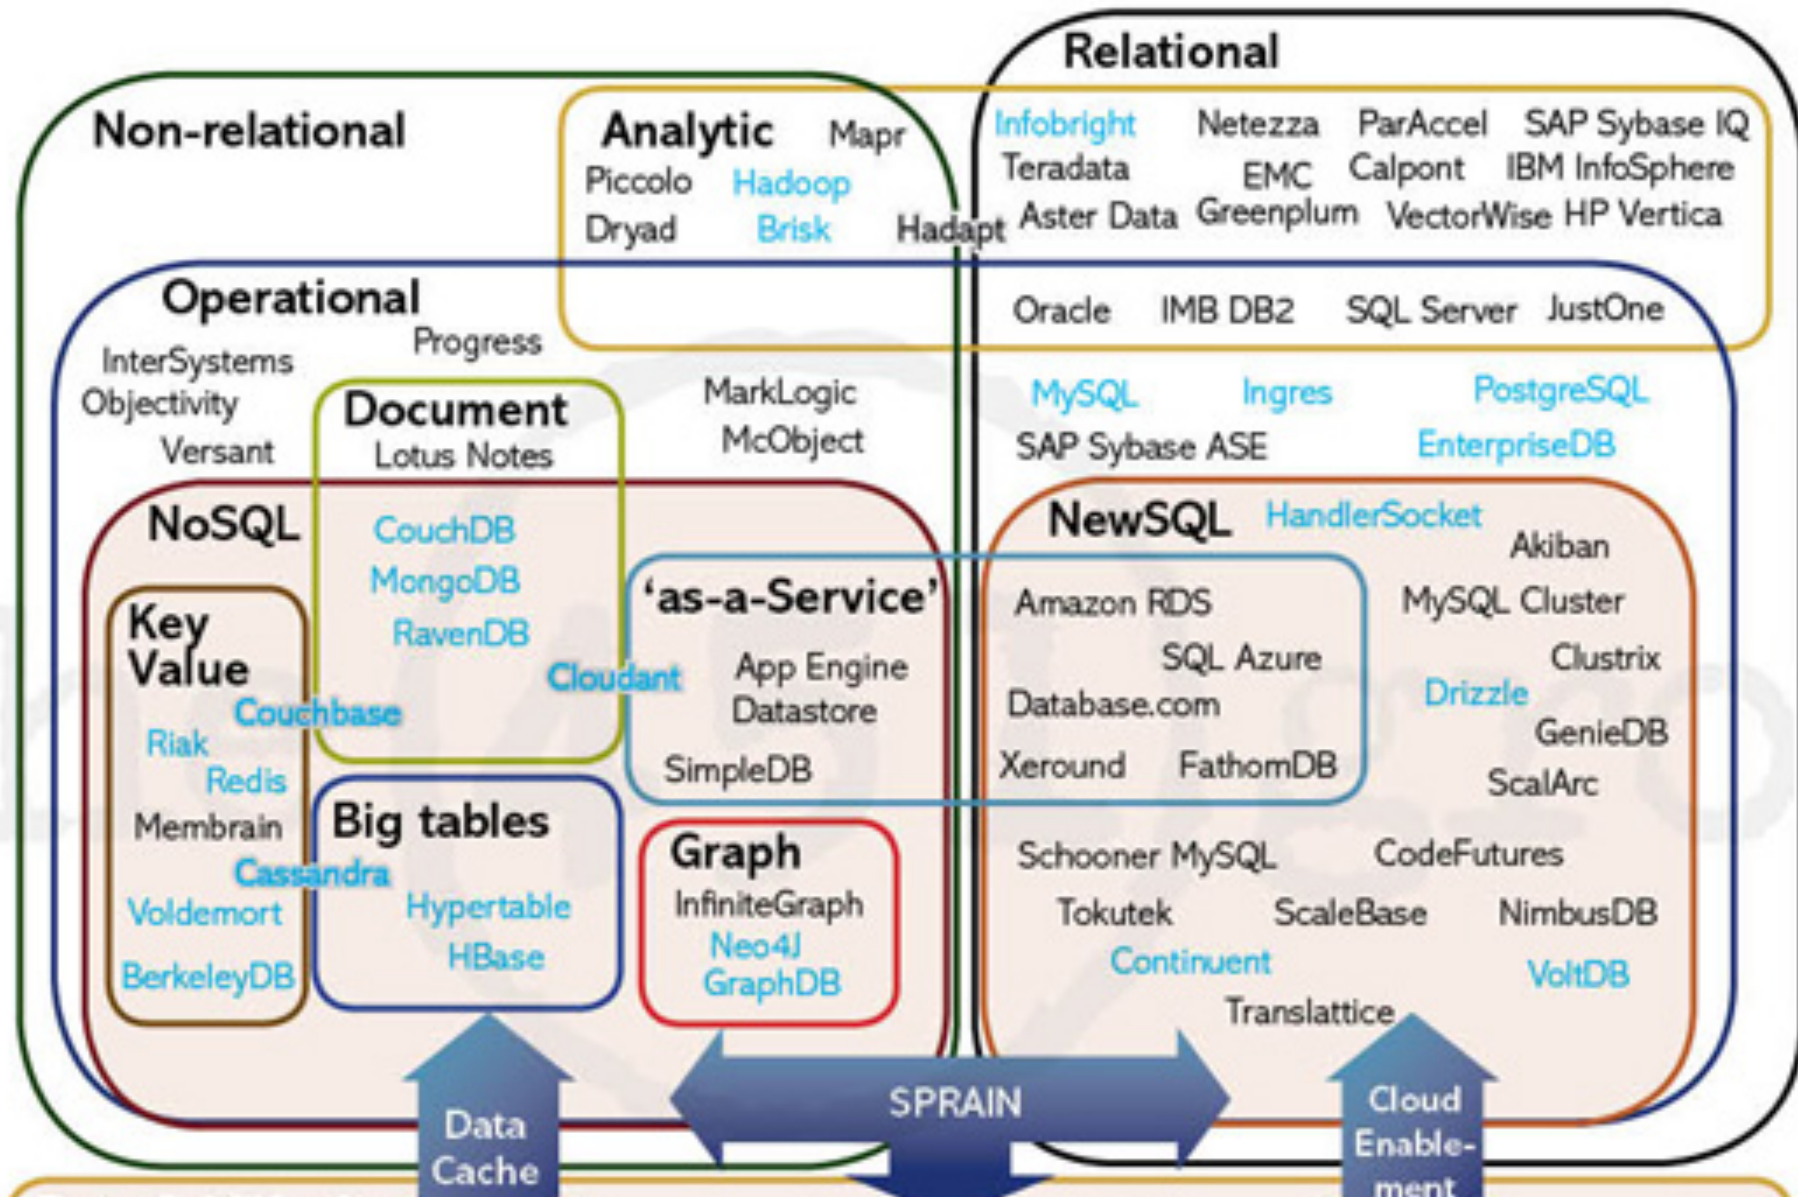 Relational
Non-relational
Analytic Mapr
Piccolo Hadoop
Dryad Brisk Hadapt
Infobright Netezza ParAccel SAP Sybase IQ
Teradata EMC Calpont IBM InfoSphere
Aster Data Greenplum VectorWise HP Vertica
Operational
Oracle IMB DB2 SQL Server JustOne
Progress
InterSystems
Objectivity
Versant
Document
Lotus Notes
MarkLogic
McObject
MySQL Ingres PostgreSQL
SAP Sybase ASE EnterpriseDB
NoSQL
CouchDB
MongoDB
RavenDB
Cloudant
Couchbase
Key
Value
Riak
Redis
Membrain
Cassandra
Voldemort
BerkeleyDB
Big tables
Hypertable
HBase
'as-a-Service'
App Engine
Datastore
SimpleDB
Graph
InfiniteGraph
Neo4J
GraphDB
NewSQL HandlerSocket
Akiban
Amazon RDS MySQL Cluster
SQL Azure Clustrix
Database.com Drizzle
GenieDB
Xeround FathomDB ScalArc
Schooner MySQL CodeFutures
Tokutek ScaleBase NimbusDB
Continuent VoltDB
Translattice
Data
Cache
SPRAIN
Cloud
Enable-
ment